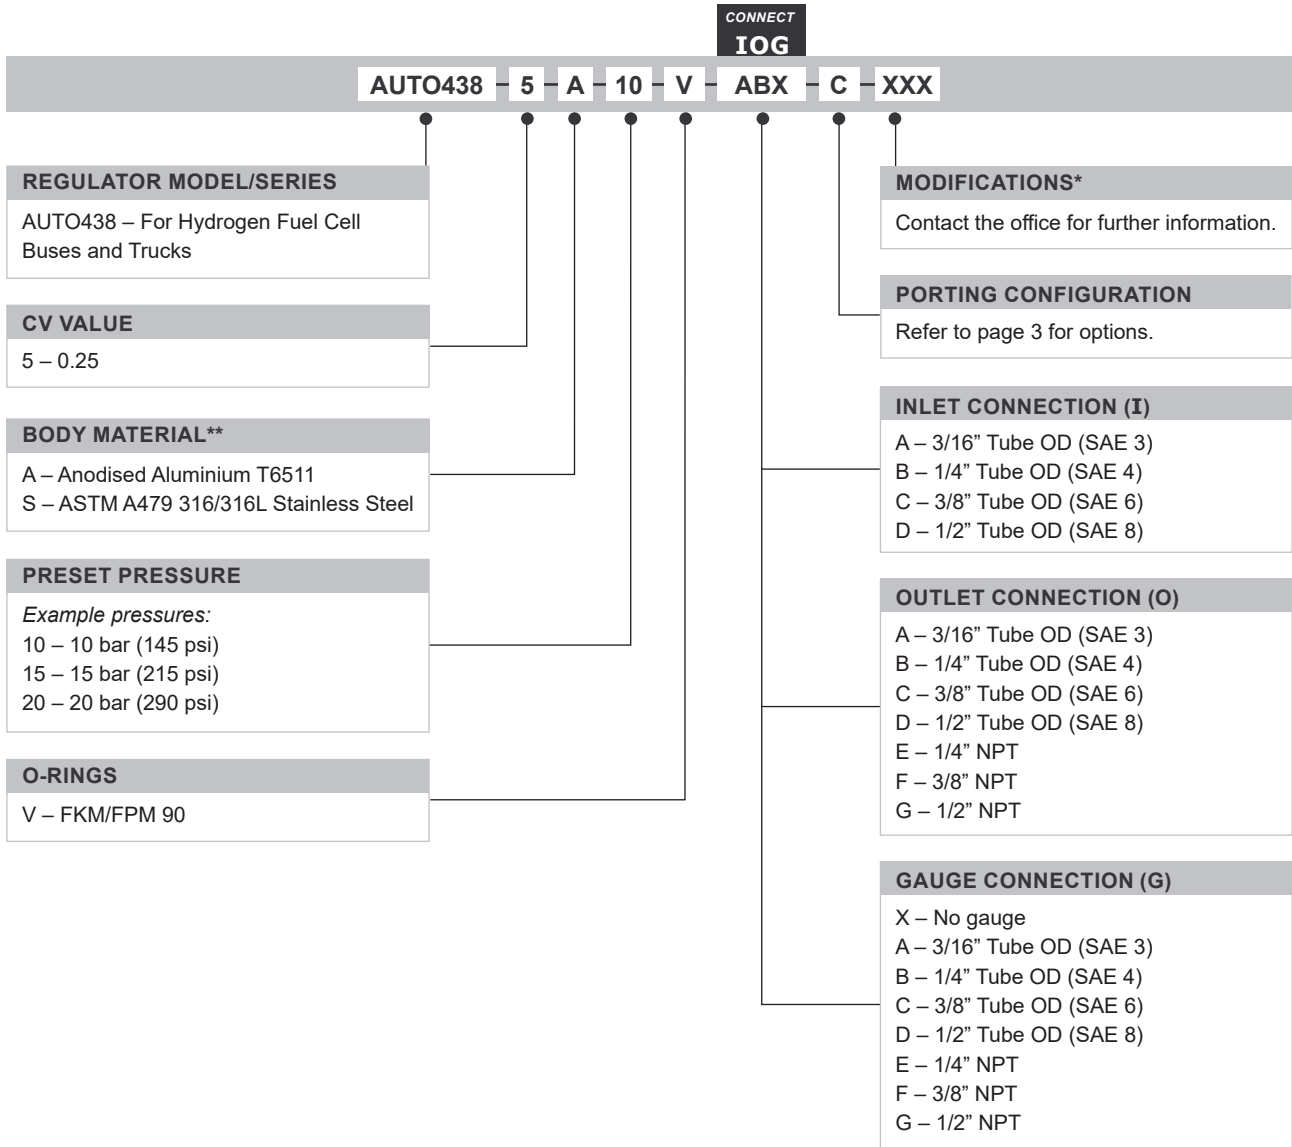 CONNECT
IOG
AUTO438 – 5 – A – 10 – V – ABX – C – XXX
REGULATOR MODEL/SERIES
AUTO438 – For Hydrogen Fuel Cell
Buses and Trucks
CV VALUE
5 – 0.25
BODY MATERIAL**
A – Anodised Aluminium T6511
S – ASTM A479 316/316L Stainless Steel
PRESET PRESSURE
Example pressures:
10 – 10 bar (145 psi)
15 – 15 bar (215 psi)
20 – 20 bar (290 psi)
O-RINGS
V – FKM/FPM 90
MODIFICATIONS*
Contact the office for further information.
PORTING CONFIGURATION
Refer to page 3 for options.
INLET CONNECTION (I)
A – 3/16” Tube OD (SAE 3)
B – 1/4” Tube OD (SAE 4)
C – 3/8” Tube OD (SAE 6)
D – 1/2” Tube OD (SAE 8)
OUTLET CONNECTION (O)
A – 3/16” Tube OD (SAE 3)
B – 1/4” Tube OD (SAE 4)
C – 3/8” Tube OD (SAE 6)
D – 1/2” Tube OD (SAE 8)
E – 1/4” NPT
F – 3/8” NPT
G – 1/2” NPT
GAUGE CONNECTION (G)
X – No gauge
A – 3/16” Tube OD (SAE 3)
B – 1/4” Tube OD (SAE 4)
C – 3/8” Tube OD (SAE 6)
D – 1/2” Tube OD (SAE 8)
E – 1/4” NPT
F – 3/8” NPT
G – 1/2” NPT